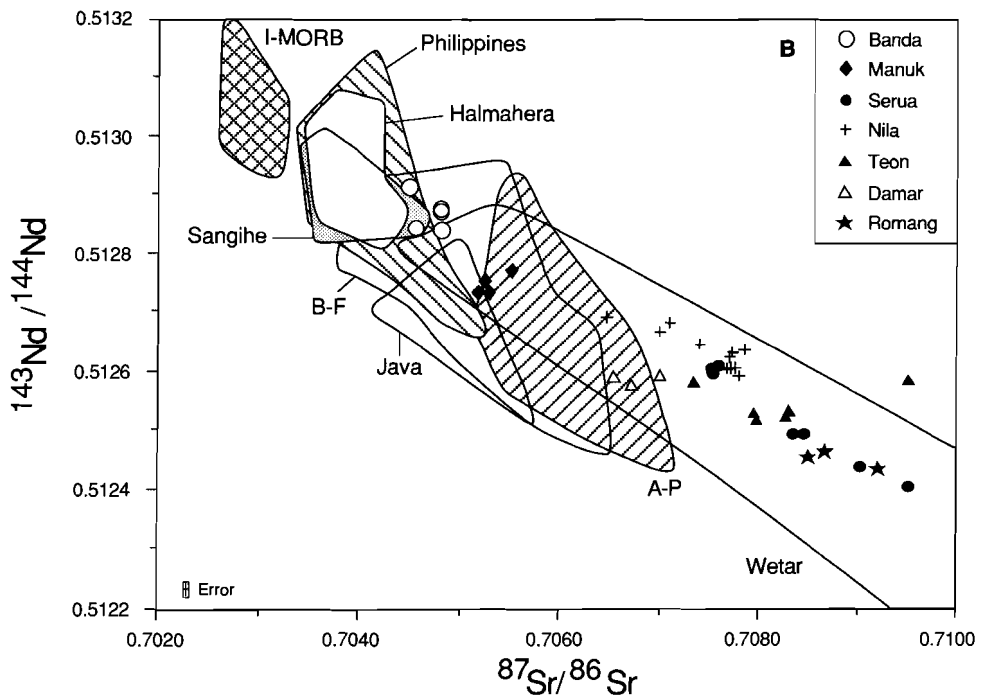 0.5132
0.5130
0.5128
0.5126
0.5124
0.5122
143Nd / 144Nd
I-MORB
Philippines
Halmahera
Sangihe
B-F
Java
A-P
Wetar
B
Banda
Manuk
Serua
Nila
Teon
Damar
Romang
Error
0.7020
0.7040
0.7060
0.7080
0.7100
87Sr/86Sr